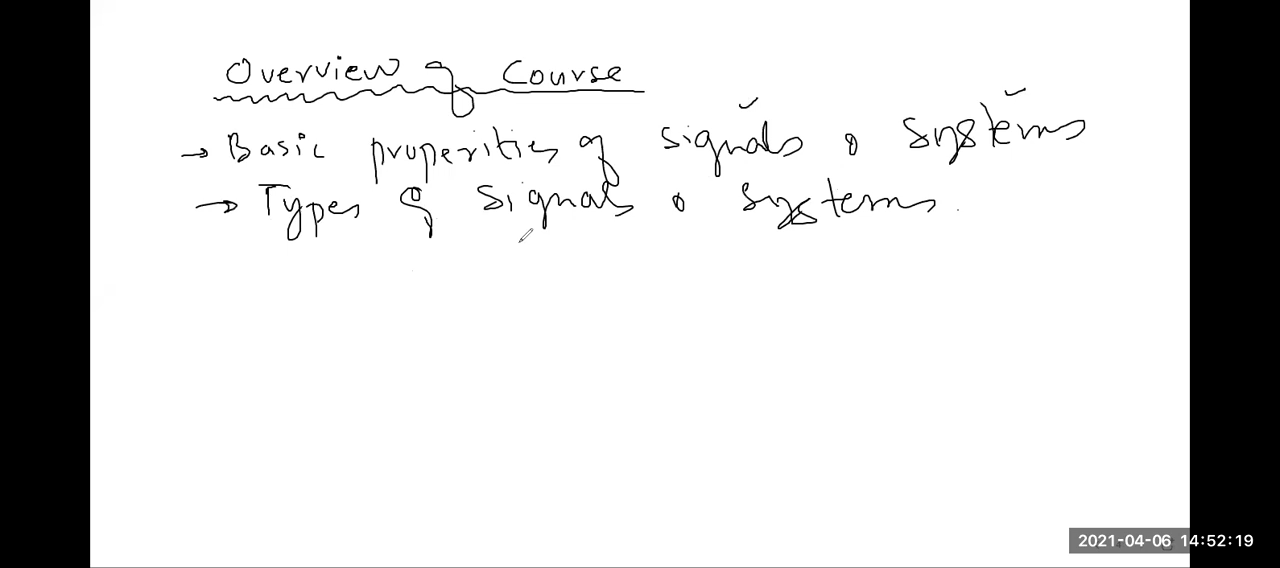 Overview of Course
→ Basic properities of signals & systems
→ Types of Signals & systems.
2021-04-06 14:52:19